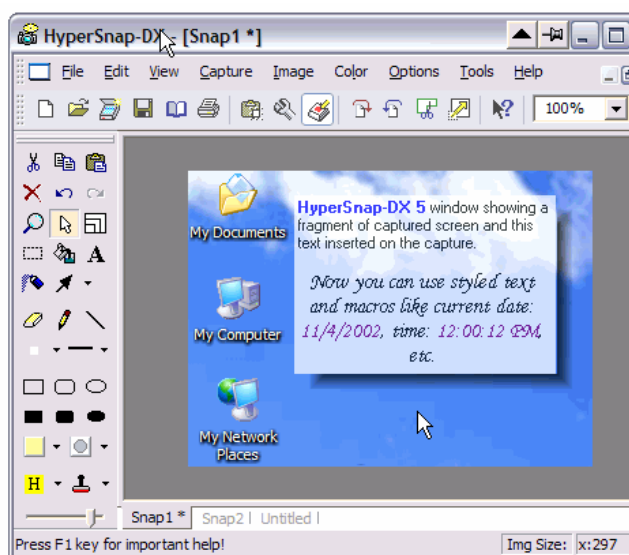 HyperSnap-DX - [Snap1 *]
File Edit View Capture Image Color Options Tools Help
100%
A
My Documents
HyperSnap-DX 5 window showing a
fragment of captured screen and this
text inserted on the capture.
Now you can use styled text
and macros like current date:
11/4/2002, time: 12:00:12 PM,
etc.
My Computer
My Network
Places
H
Snap1 * Snap2 Untitled
Press F1 key for important help! Img Size: x:297